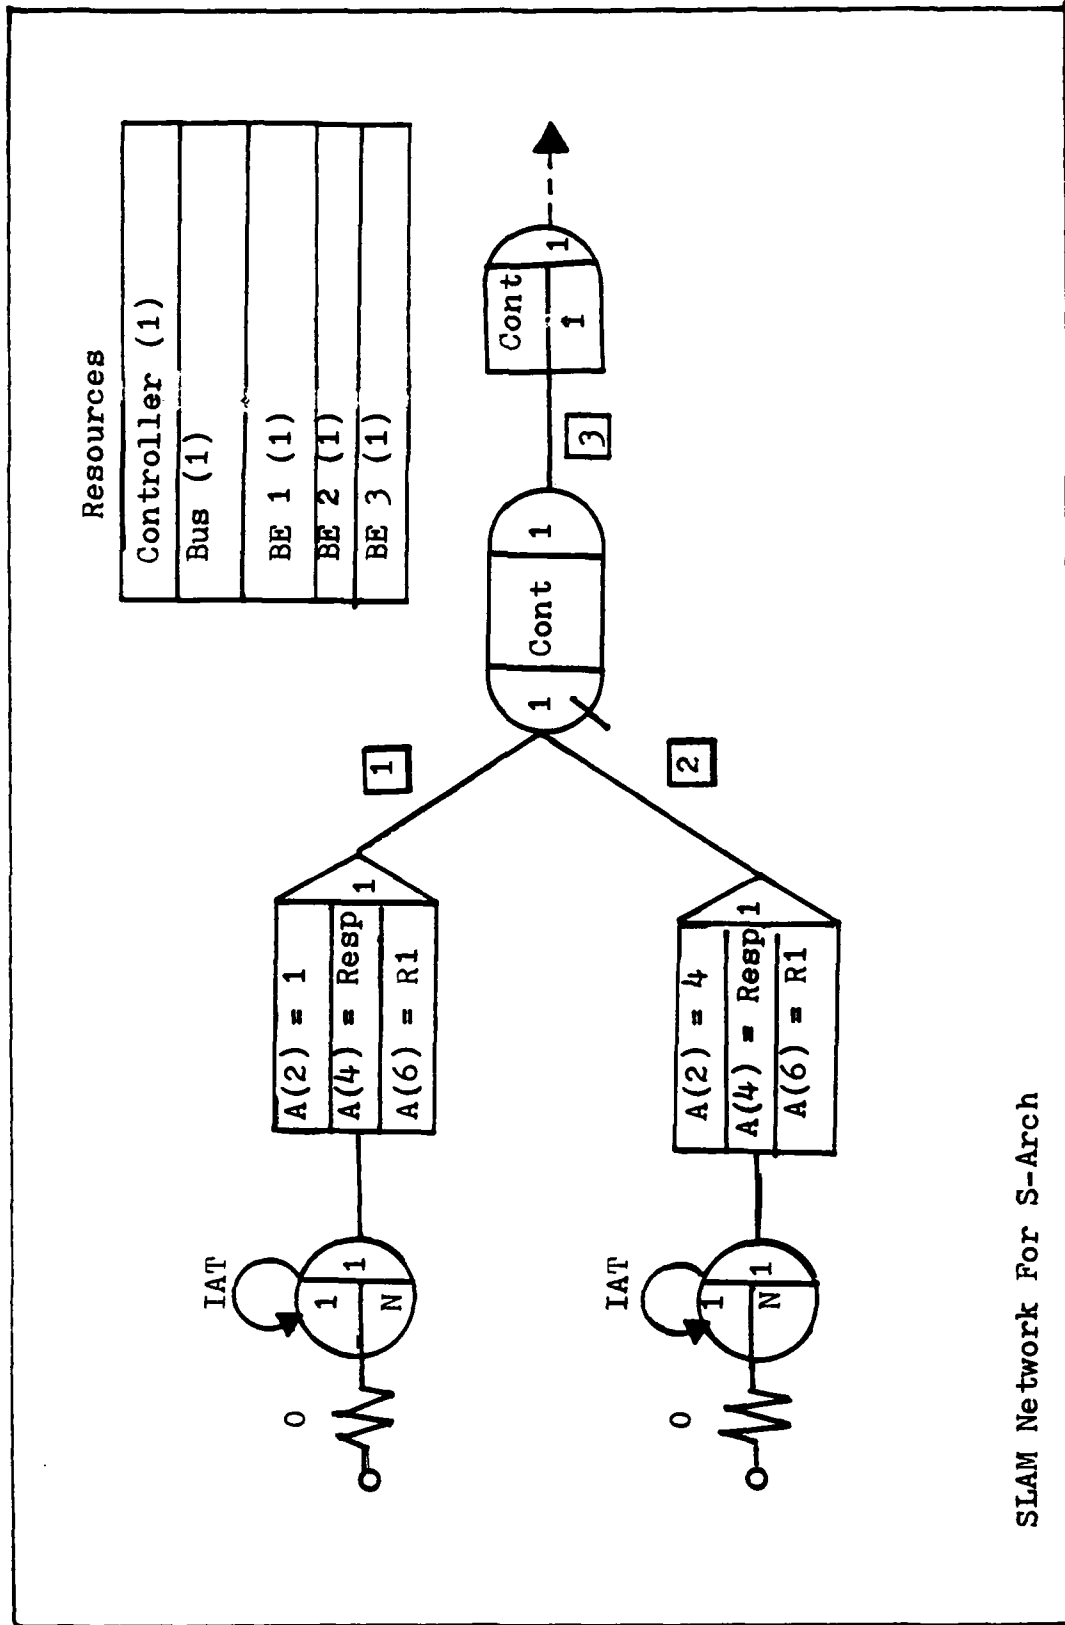 Resources
Controller (1)
Bus (1)
BE 1 (1)
BE 2 (1)
BE 3 (1)
IAT
0
1
N
1
A(2) = 1
A(4) = Resp
A(6) = R1
1
1
IAT
0
1
N
1
A(2) = 4
A(4) = Resp
A(6) = R1
1
2
1
Cont
1
3
Cont
1
1
SLAM Network For S-Arch